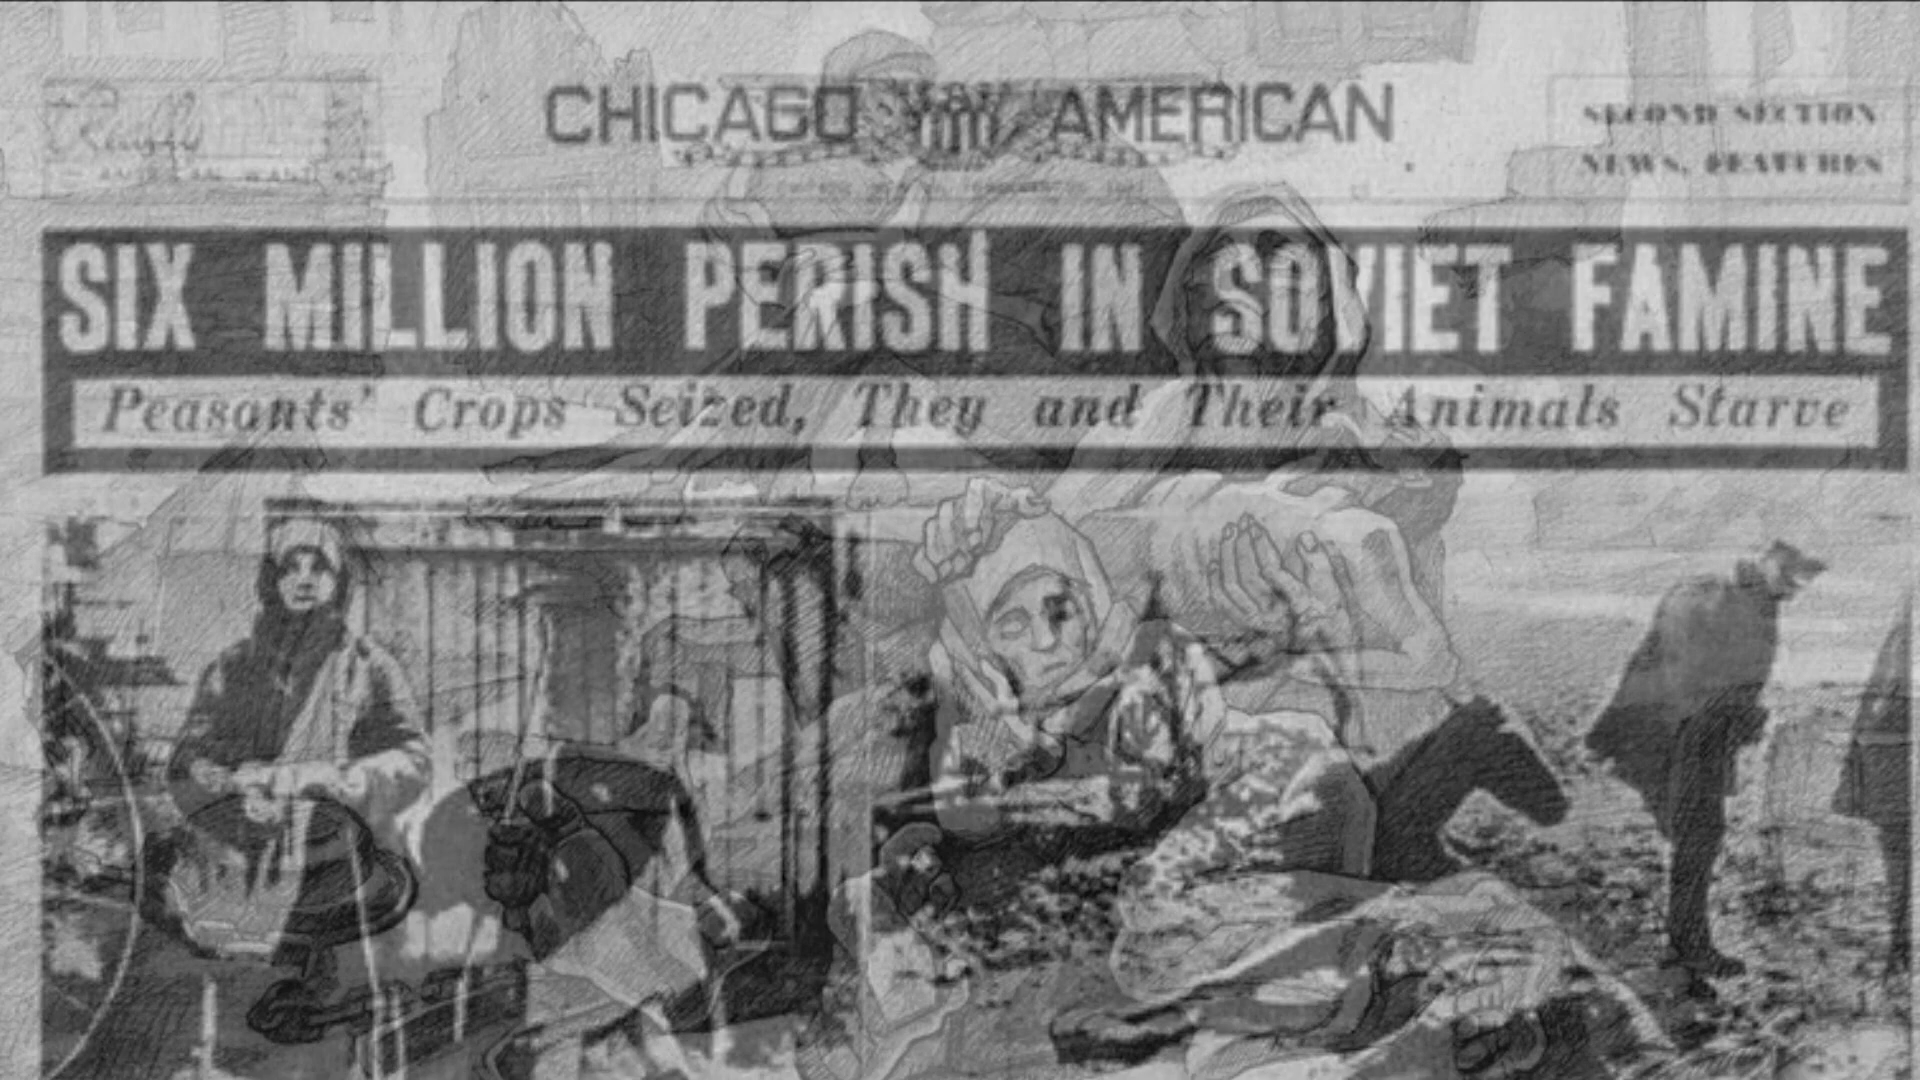 CHICAGO AMERICAN
SECOND SECTION
NEWS, FEATURES
SIX MILLION PERISH IN SOVIET FAMINE
Peasants' Crops Seized, They and Their Animals Starve